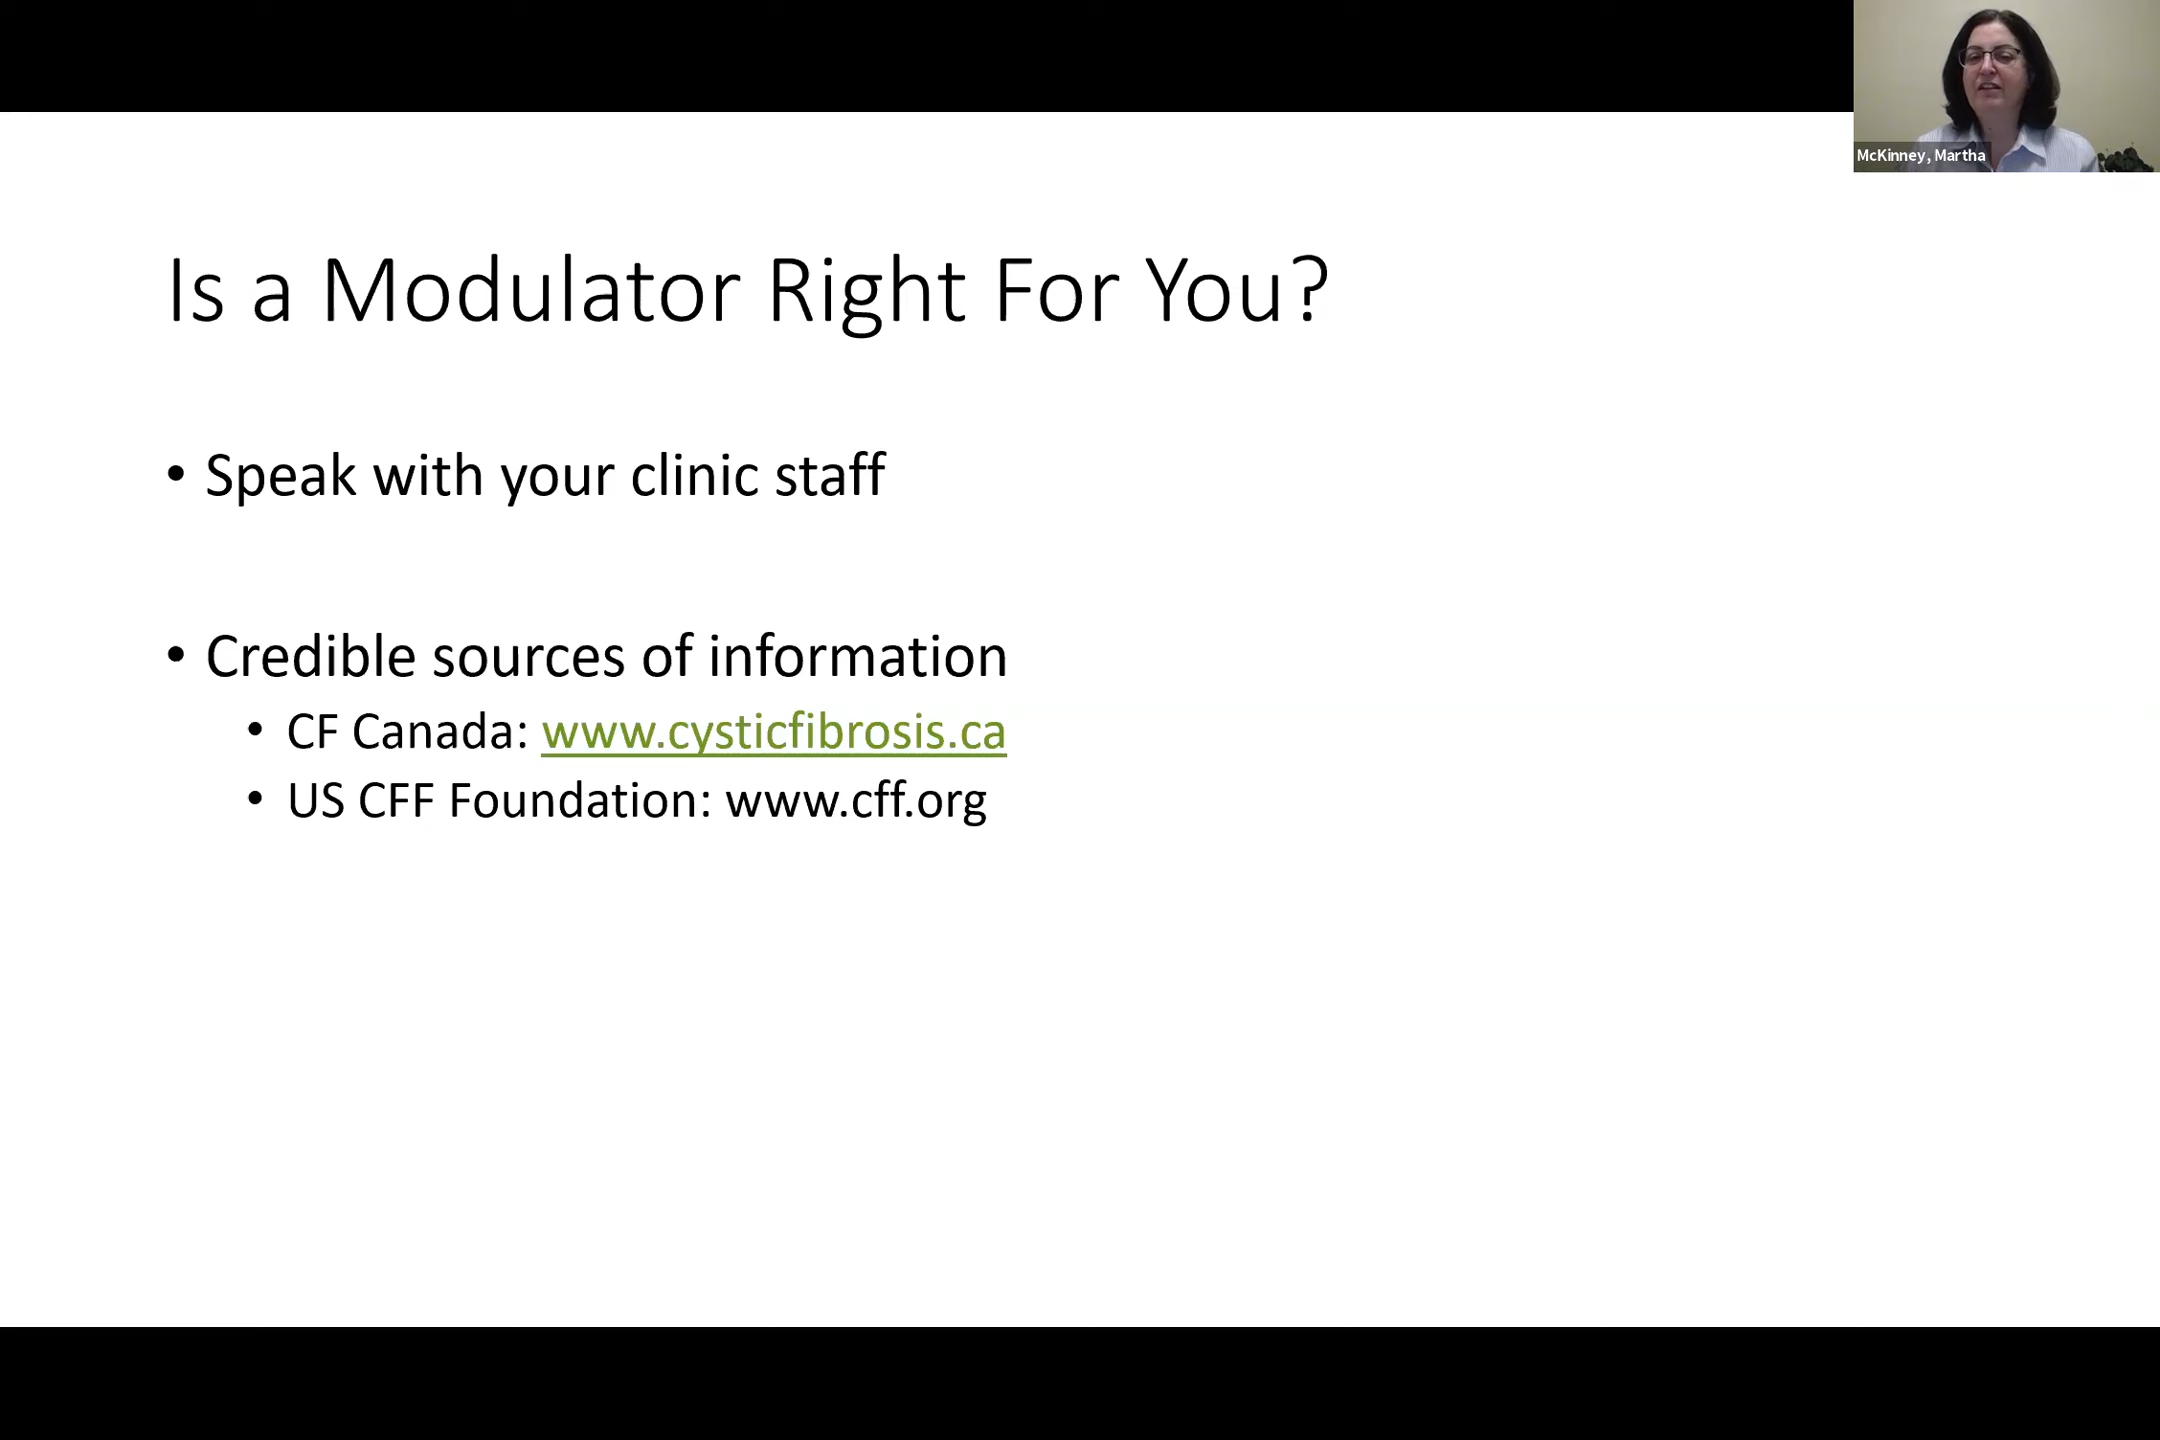 McKinney, Martha
Is a Modulator Right For You?
• Speak with your clinic staff
• Credible sources of information
• CF Canada: www.cysticfibrosis.ca
• US CFF Foundation: www.cff.org